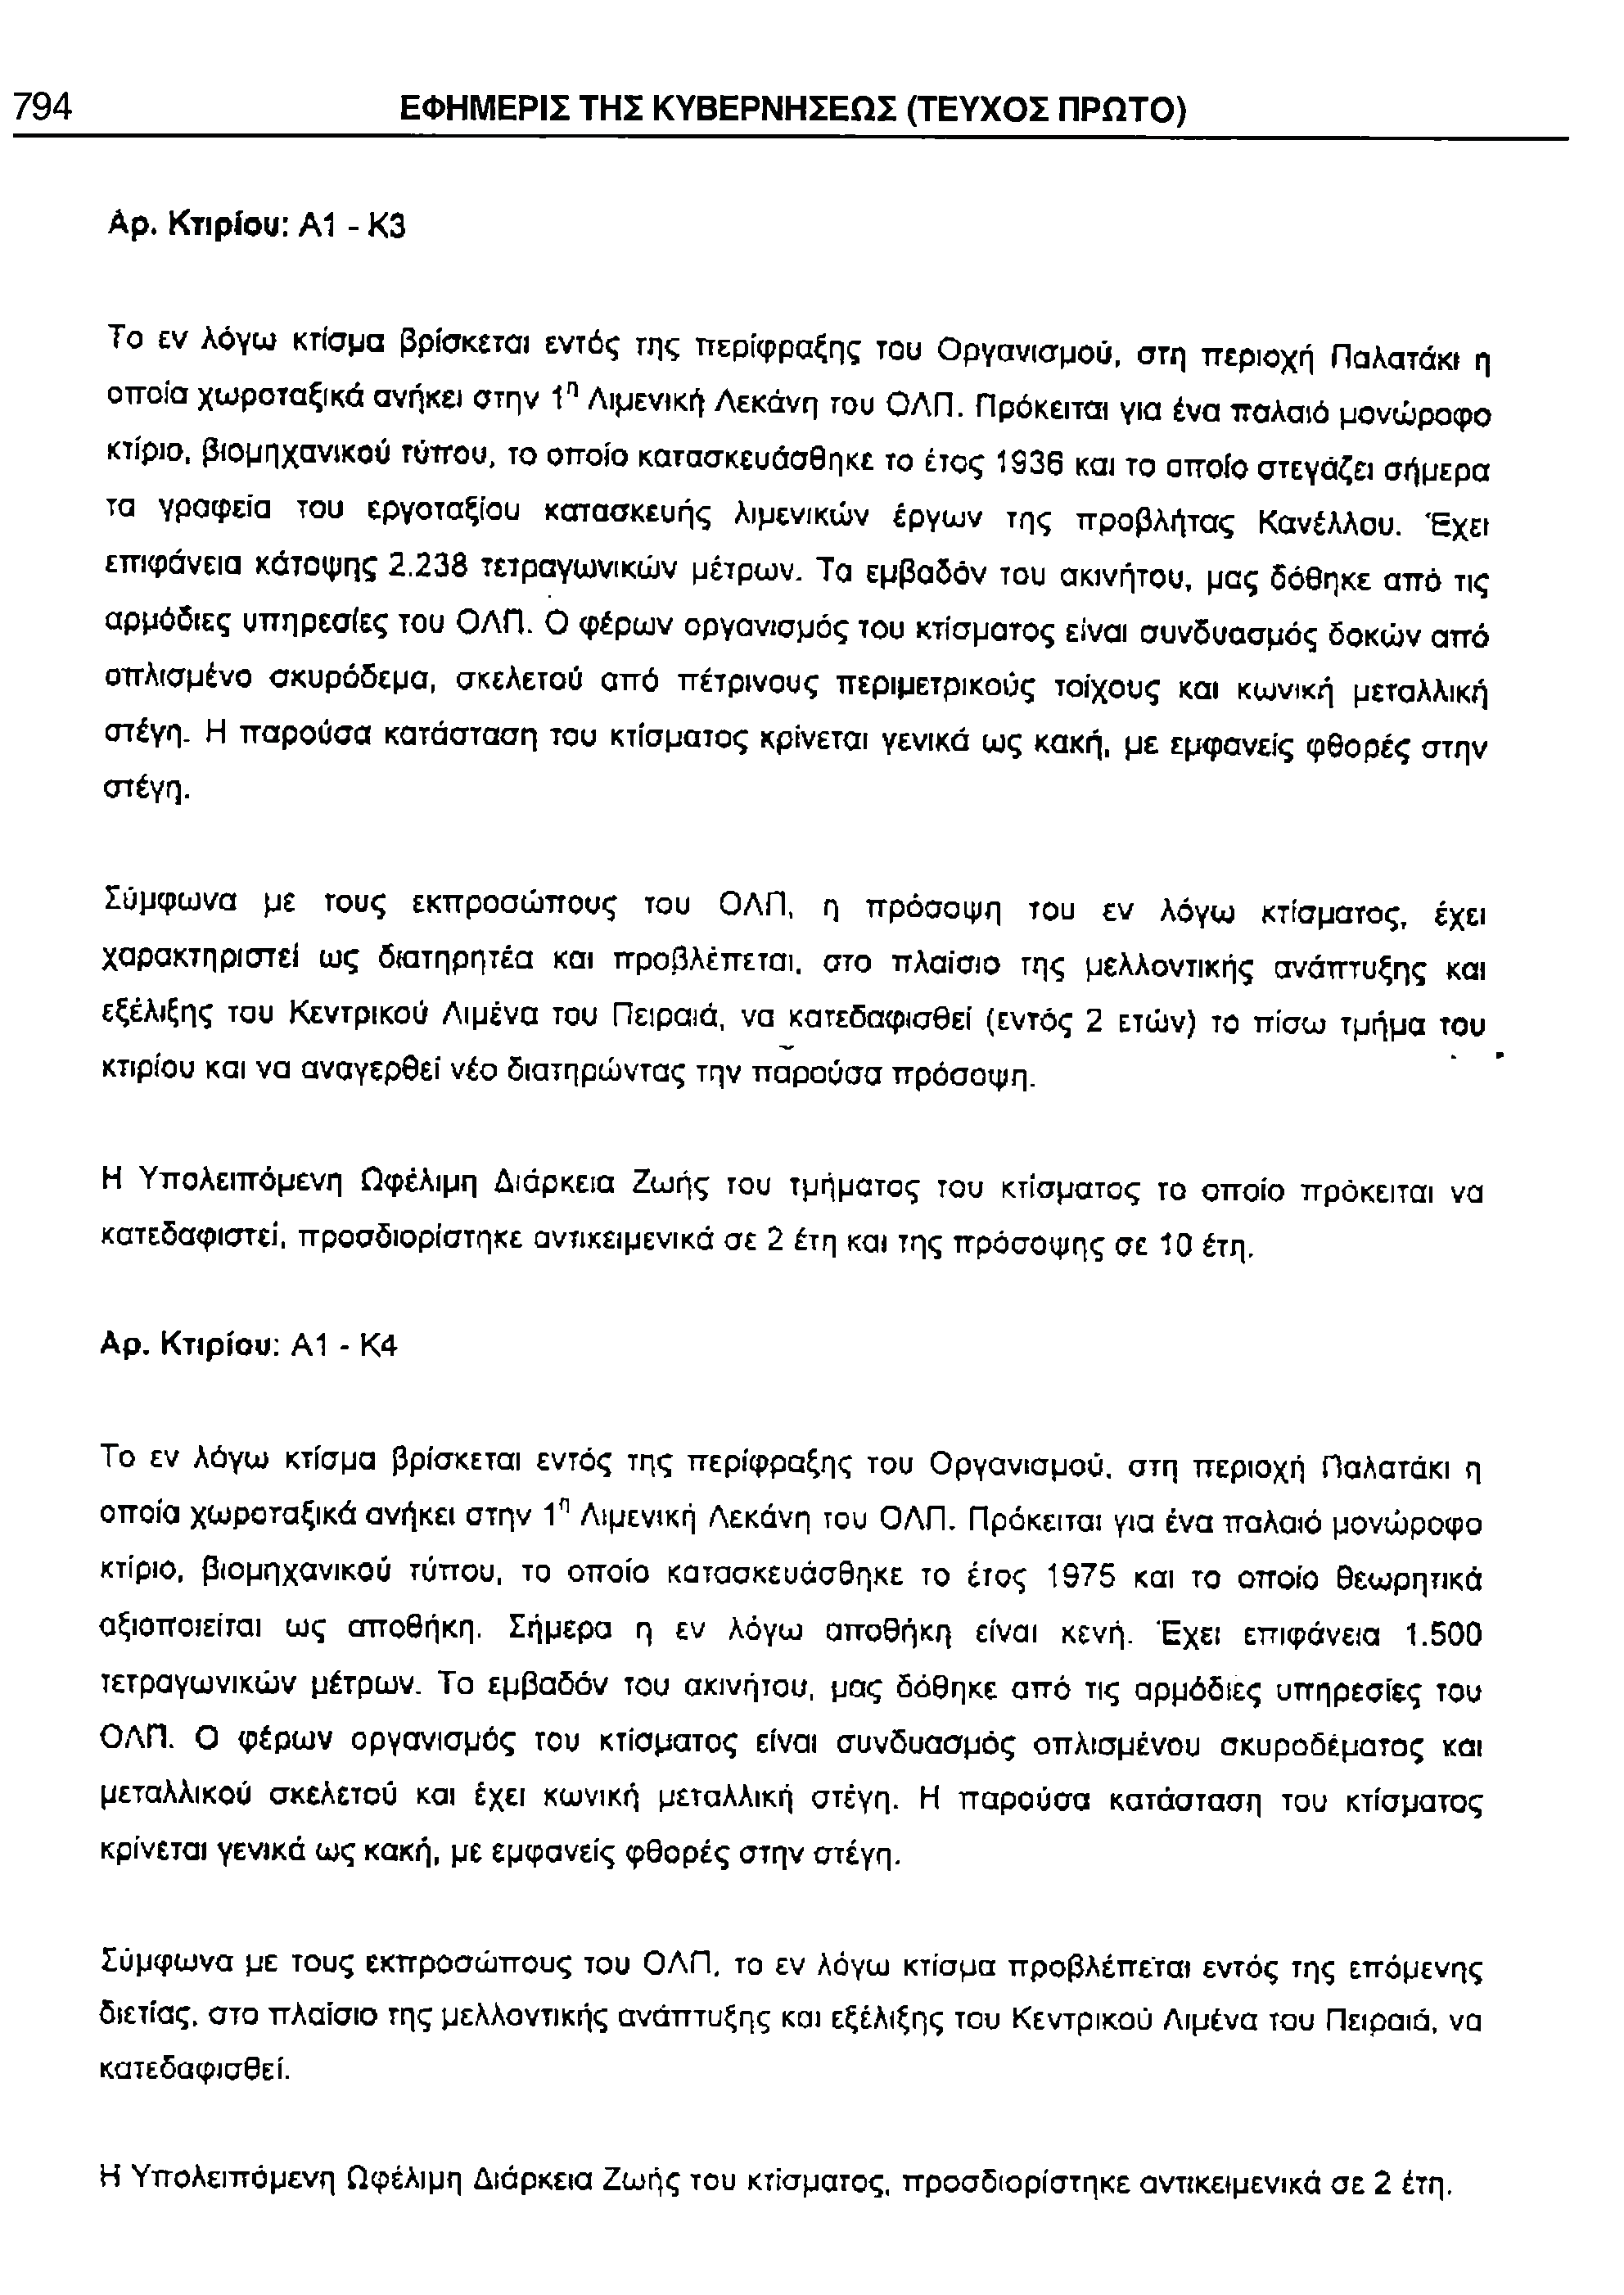 794
ΕΦΗΜΕΡΙΣ ΤΗΣ ΚΥΒΕΡΝΗΣΕΩΣ (ΤΕΥΧΟΣ ΠΡΩΤΟ)
Αρ. Κτιρίου: Α1 - Κ3
Το εν λόγω κτίσμα βρίσκεται εντός της περίφραξης του Οργανισμού, στη περιοχή Παλατάκι η
οποία χωροταξικά ανήκει στην 1η Λιμενική Λεκάνη του ΟΛΠ. Πρόκειται για ένα παλαιό μονώροφο
κτίριο, βιομηχανικού τύπου, το οποίο κατασκευάσθηκε το έτος 1936 και το οποίο στεγάζει σήμερα
τα γραφεία του εργοταξίου κατασκευής λιμενικών έργων της προβλήτας Κανέλλου. Έχει
επιφάνεια κάτοψης 2.238 τετραγωνικών μέτρων. Τα εμβαδόν του ακινήτου, μας δόθηκε από τις
αρμόδιες υπηρεσίες του ΟΛΠ. Ο φέρων οργανισμός του κτίσματος είναι συνδυασμός δοκών από
οπλισμένο σκυρόδεμα, σκελετού από πέτρινους περιμετρικούς τοίχους και κωνική μεταλλική
στέγη. Η παρούσα κατάσταση του κτίσματος κρίνεται γενικά ως κακή, με εμφανείς φθορές στην
στέγη.
Σύμφωνα με τους εκπροσώπους του ΟΛΠ, η πρόσοψη του εν λόγω κτίσματος, έχει
χαρακτηριστεί ως διατηρητέα και προβλέπεται, στο πλαίσιο της μελλοντικής ανάπτυξης και
εξέλιξης του Κεντρικού Λιμένα του Πειραιά, να κατεδαφισθεί (εντός 2 ετών) το πίσω τμήμα του
κτιρίου και να αναγερθεί νέο διατηρώντας την παρούσα πρόσοψη.
Η Υπολειπόμενη Ωφέλιμη Διάρκεια Ζωής του τμήματος του κτίσματος το οποίο πρόκειται να
κατεδαφιστεί, προσδιορίστηκε αντικειμενικά σε 2 έτη και της πρόσοψης σε 10 έτη.
Αρ. Κτιρίου: Α1 - Κ4
Το εν λόγω κτίσμα βρίσκεται εντός της περίφραξης του Οργανισμού, στη περιοχή Παλατάκι η
οποία χωροταξικά ανήκει στην 1η Λιμενική Λεκάνη του ΟΛΠ. Πρόκειται για ένα παλαιό μονώροφο
κτίριο, βιομηχανικού τύπου, το οποίο κατασκευάσθηκε το έτος 1975 και το οποίο θεωρητικά
αξιοποιείται ως αποθήκη. Σήμερα η εν λόγω αποθήκη είναι κενή. Έχει επιφάνεια 1.500
τετραγωνικών μέτρων. Το εμβαδόν του ακινήτου, μας δόθηκε από τις αρμόδιες υπηρεσίες του
ΟΛΠ. Ο φέρων οργανισμός του κτίσματος είναι συνδυασμός οπλισμένου σκυροδέματος και
μεταλλικού σκελετού και έχει κωνική μεταλλική στέγη. Η παρούσα κατάσταση του κτίσματος
κρίνεται γενικά ως κακή, με εμφανείς φθορές στην στέγη.
Σύμφωνα με τους εκπροσώπους του ΟΛΠ, το εν λόγω κτίσμα προβλέπεται εντός της επόμενης
διετίας, στο πλαίσιο της μελλοντικής ανάπτυξης και εξέλιξης του Κεντρικού Λιμένα του Πειραιά, να
κατεδαφισθεί.
Η Υπολειπόμενη Ωφέλιμη Διάρκεια Ζωής του κτίσματος, προσδιορίστηκε αντικειμενικά σε 2 έτη.